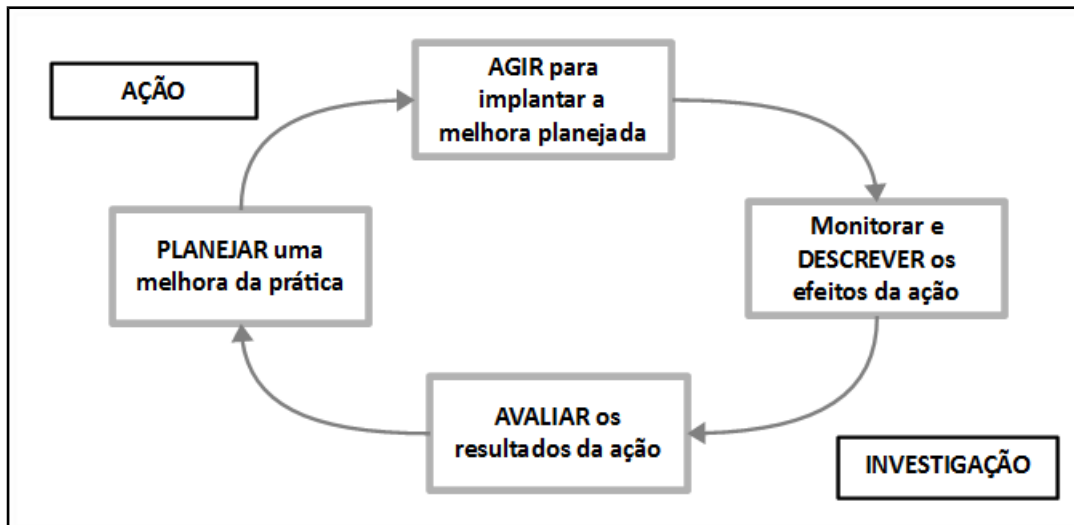 AÇÃO
AGIR para
implantar a
melhora planejada
Monitorar e
DESCREVER os
efeitos da ação
PLANEJAR uma
melhora da prática
AVALIAR os
resultados da ação
INVESTIGAÇÃO